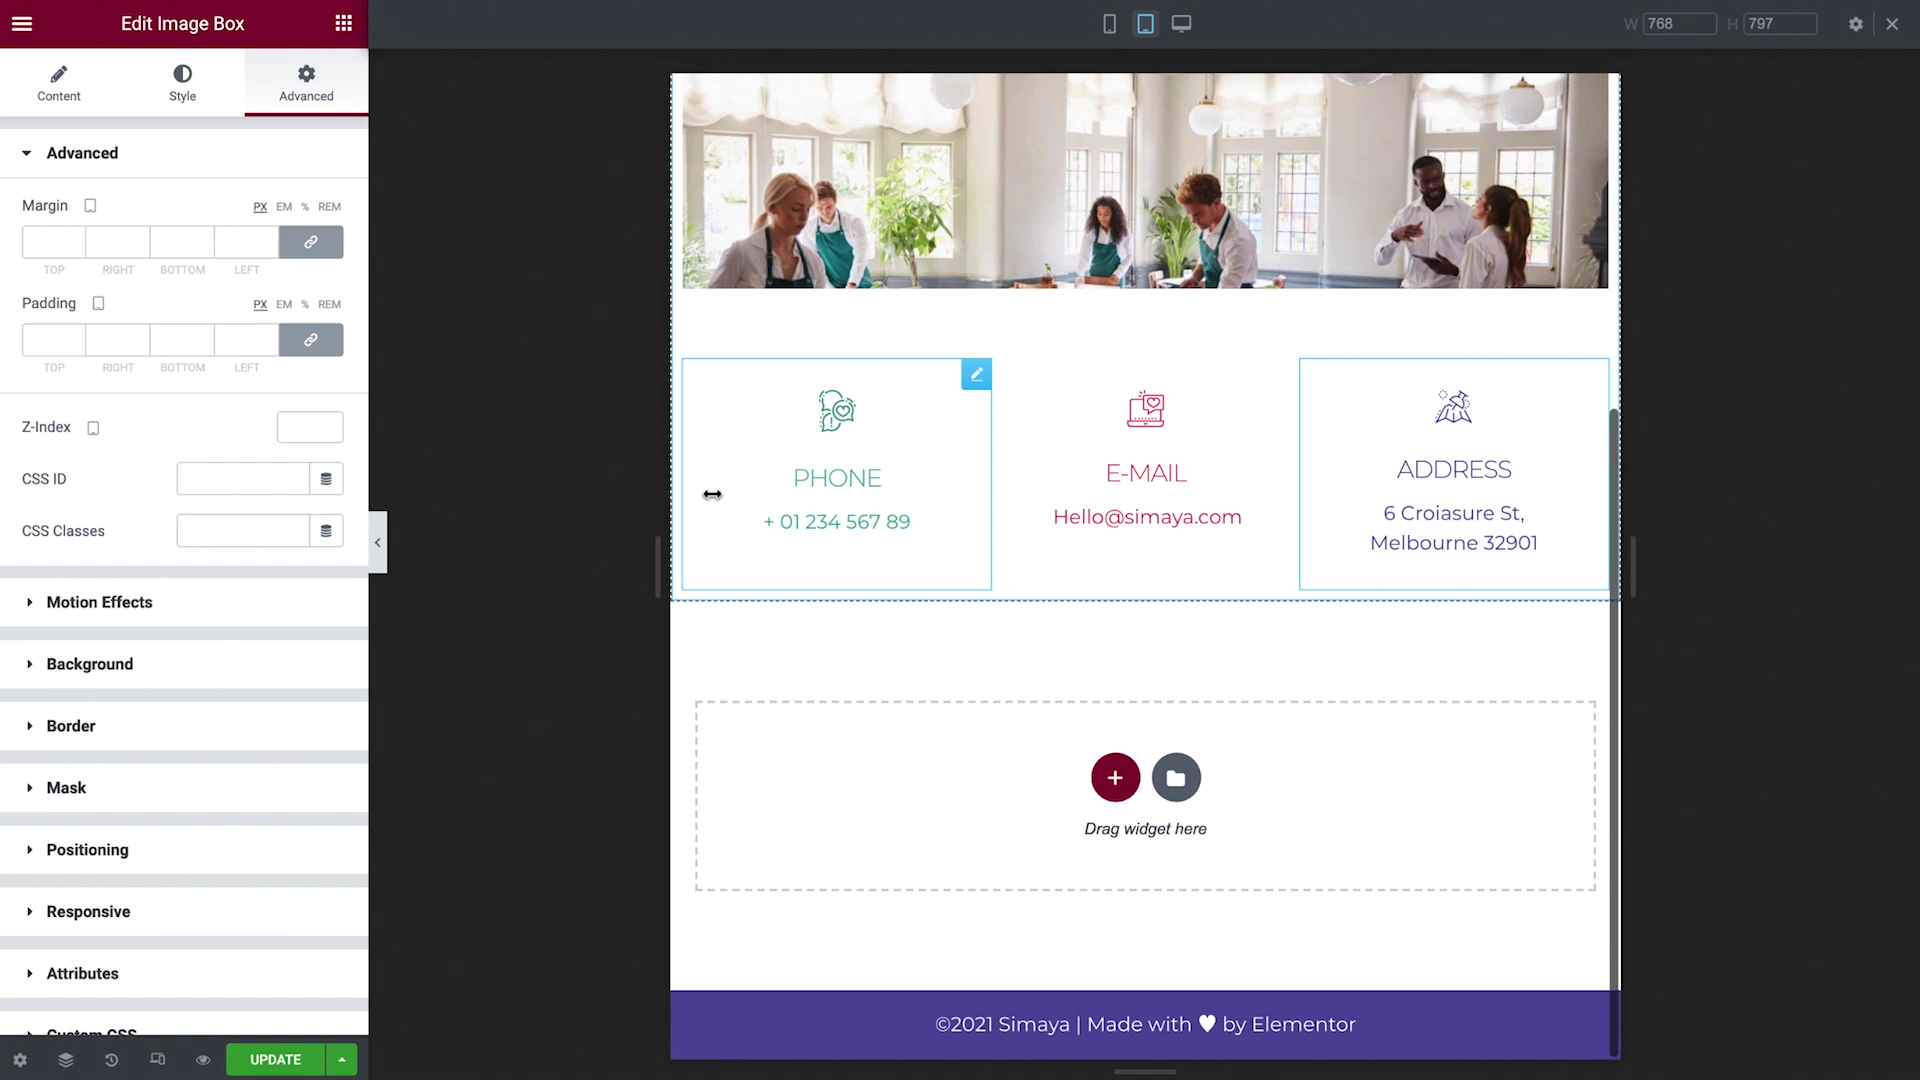 Edit Image Box
W 768 H 797
Content Style Advanced
Advanced
Margin PX EM % REM
TOP RIGHT BOTTOM LEFT
Padding PX EM % REM
TOP RIGHT BOTTOM LEFT
Z-Index
CSS ID
CSS Classes
Motion Effects
Background
Border
Mask
Positioning
Responsive
Attributes
Custom CSS
UPDATE
PHONE
+ 01 234 567 89
E-MAIL
Hello@simaya.com
ADDRESS
6 Croiasure St,
Melbourne 32901
Drag widget here
©2021 Simaya | Made with ♥ by Elementor